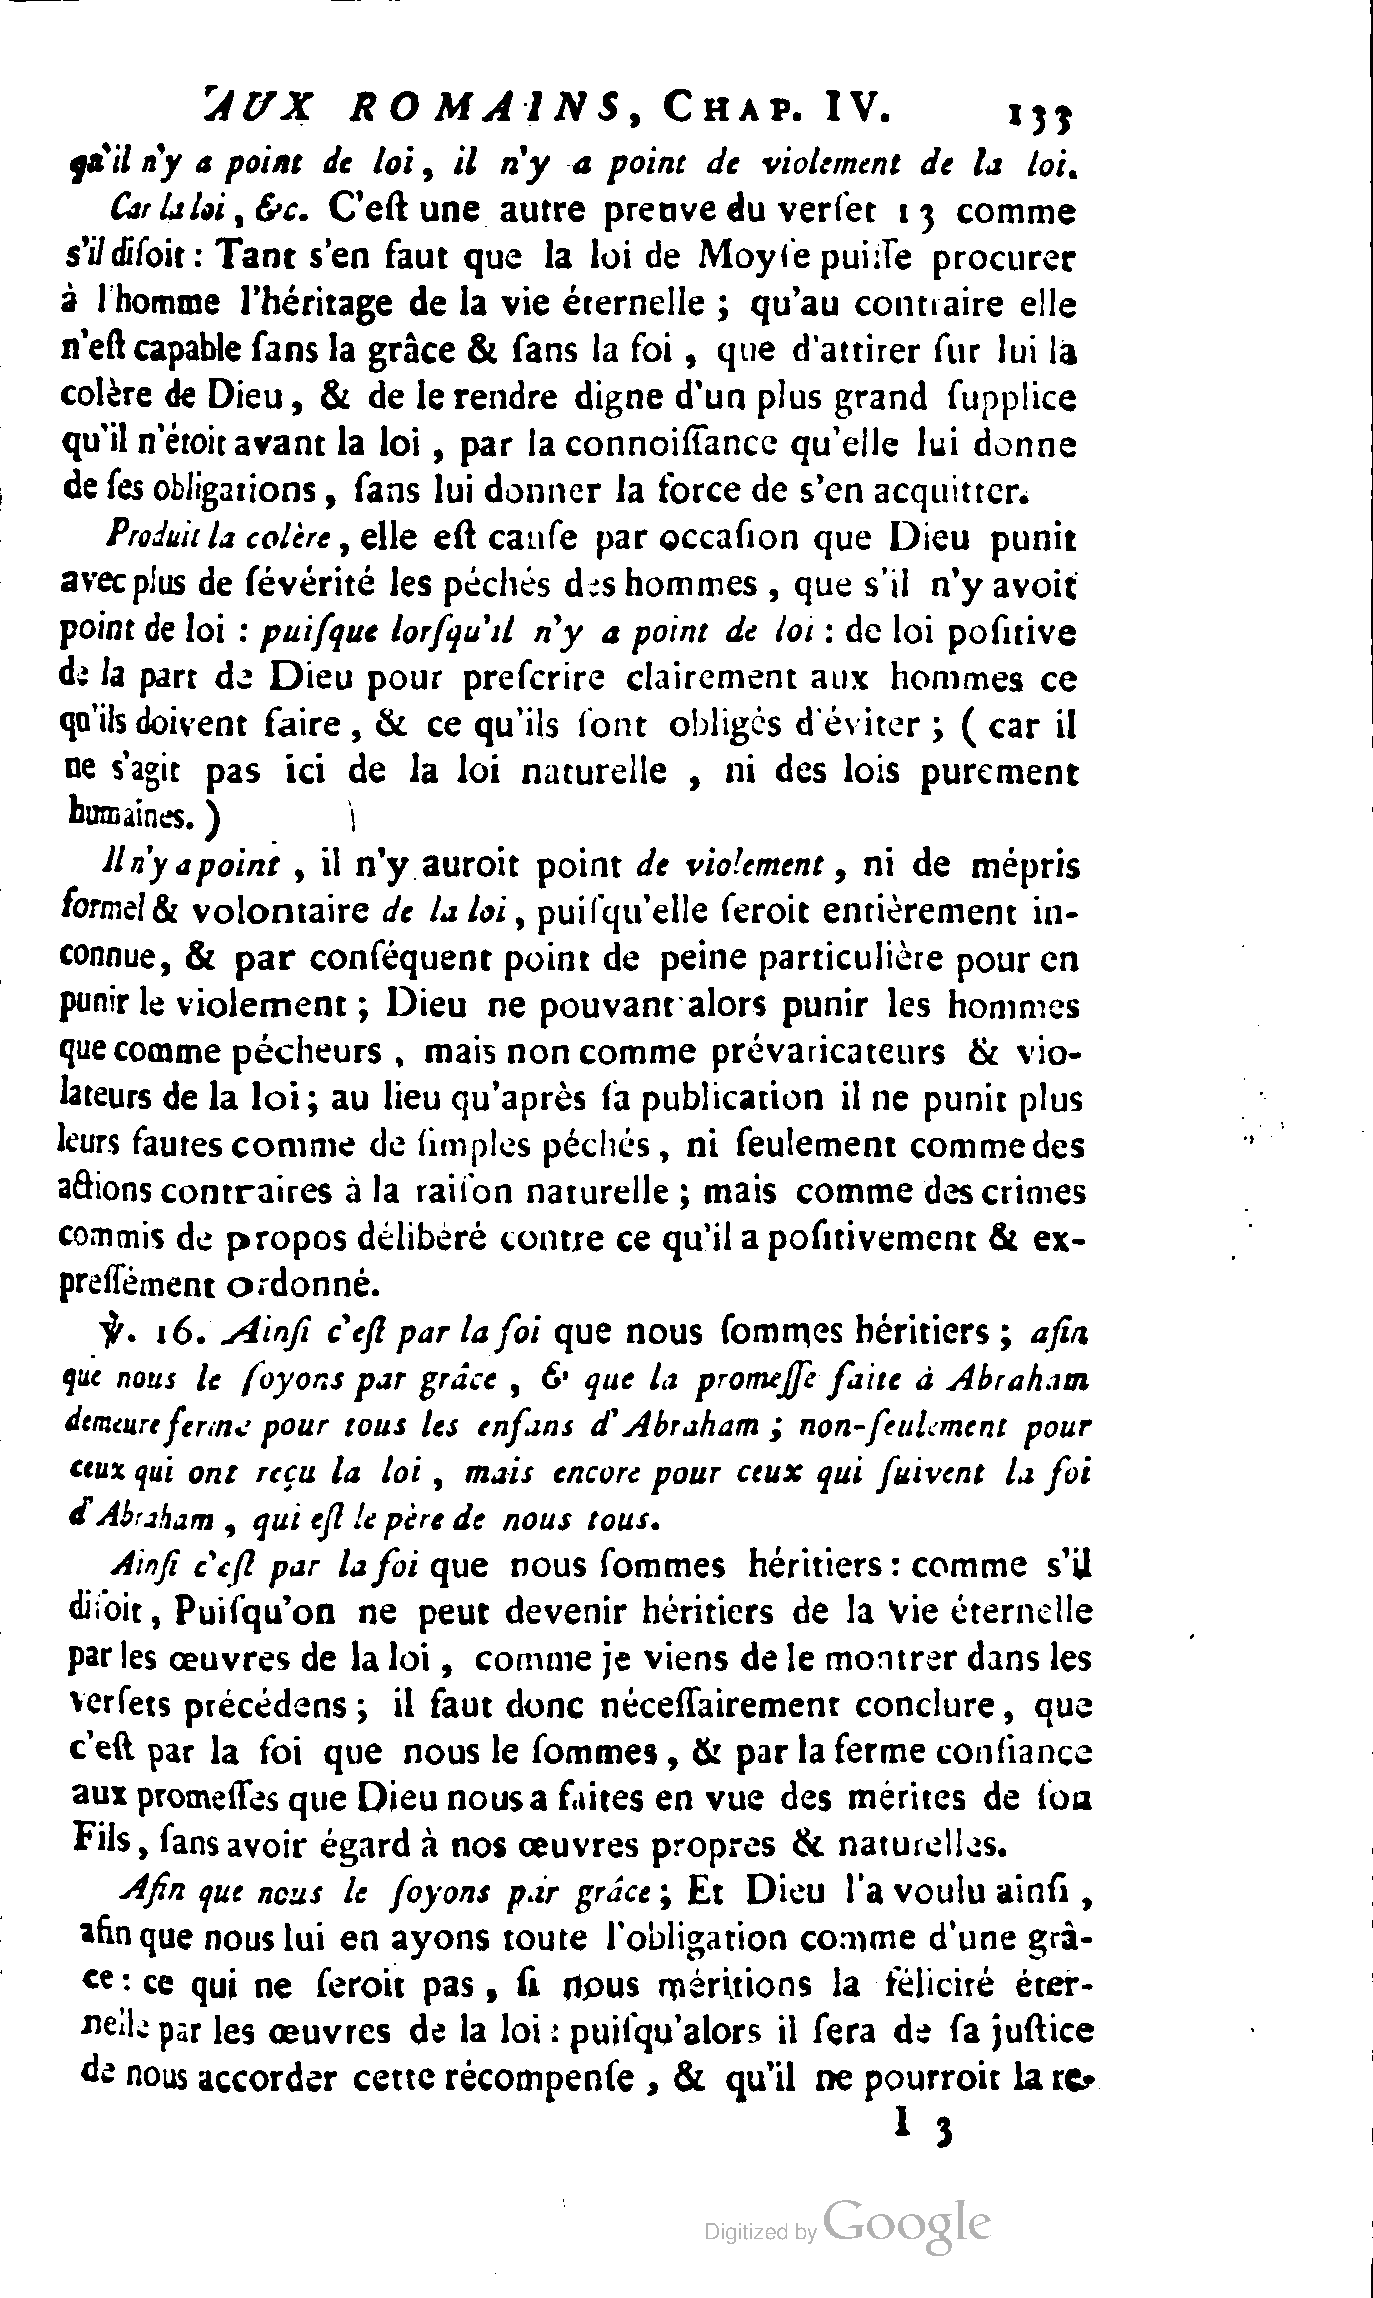 AUX ROMAINS, CHAP. IV. 133
qu'il n'y a point de loi, il n'y a point de violement de la loi.
Car la loi, &c. C'eſt une autre preuve du verſet 13 comme
s'il diſoit : Tant s'en faut que la loi de Moyſe puiſſe procurer
à l'homme l'héritage de la vie éternelle ; qu'au contraire elle
n'eſt capable ſans la grâce & ſans la foi, que d'attirer ſur lui la
colère de Dieu, & de le rendre digne d'un plus grand ſupplice
qu'il n'étoit avant la loi, par la connoiſſance qu'elle lui donne
de ſes obligations, ſans lui donner la force de s'en acquitter.
Produit la colère, elle eſt cauſe par occaſion que Dieu punit
avec plus de ſévérité les péchés des hommes, que s'il n'y avoit
point de loi : puiſque lorſqu'il n'y a point de loi : de loi poſitive
de la part de Dieu pour preſcrire clairement aux hommes ce
qu'ils doivent faire, & ce qu'ils ſont obligés d'éviter ; ( car il
ne s'agit pas ici de la loi naturelle, ni des lois purement
humaines. )
Il n'y a point, il n'y auroit point de violement, ni de mépris
formel & volontaire de la loi, puiſqu'elle ſeroit entièrement in-
connue, & par conſéquent point de peine particulière pour en
punir le violement ; Dieu ne pouvant alors punir les hommes
que comme pécheurs, mais non comme prévaricateurs & vio-
lateurs de la loi ; au lieu qu'après ſa publication il ne punit plus
leurs fautes comme de ſimples péchés, ni ſeulement comme des
actions contraires à la raiſon naturelle ; mais comme des crimes
commis de propos délibéré contre ce qu'il a poſitivement & ex-
preſſément ordonné.
℣. 16. Ainſi c'eſt par la foi que nous ſommes héritiers ; afin
que nous le ſoyons par grâce, & que la promeſſe faite à Abraham
demeure ferme pour tous les enfans d'Abraham ; non-ſeulement pour
ceux qui ont reçu la loi, mais encore pour ceux qui ſuivent la foi
d'Abraham, qui eſt le père de nous tous.
Ainſi c'eſt par la foi que nous ſommes héritiers : comme s'il
diſoit, Puiſqu'on ne peut devenir héritiers de la vie éternelle
par les œuvres de la loi, comme je viens de le montrer dans les
verſets précédens ; il faut donc néceſſairement conclure, que
c'eſt par la foi que nous le ſommes, & par la ferme confiance
aux promeſſes que Dieu nous a faites en vue des mérites de ſon
Fils, ſans avoir égard à nos œuvres propres & naturelles.
Afin que nous le ſoyons par grâce ; Et Dieu l'a voulu ainſi,
afin que nous lui en ayons toute l'obligation comme d'une grâ-
ce : ce qui ne ſeroit pas, ſi nous méritions la félicité éter-
nelle par les œuvres de la loi : puiſqu'alors il ſera de ſa juſtice
de nous accorder cette récompenſe, & qu'il ne pourroit la re-
I 3
Digitized by Google